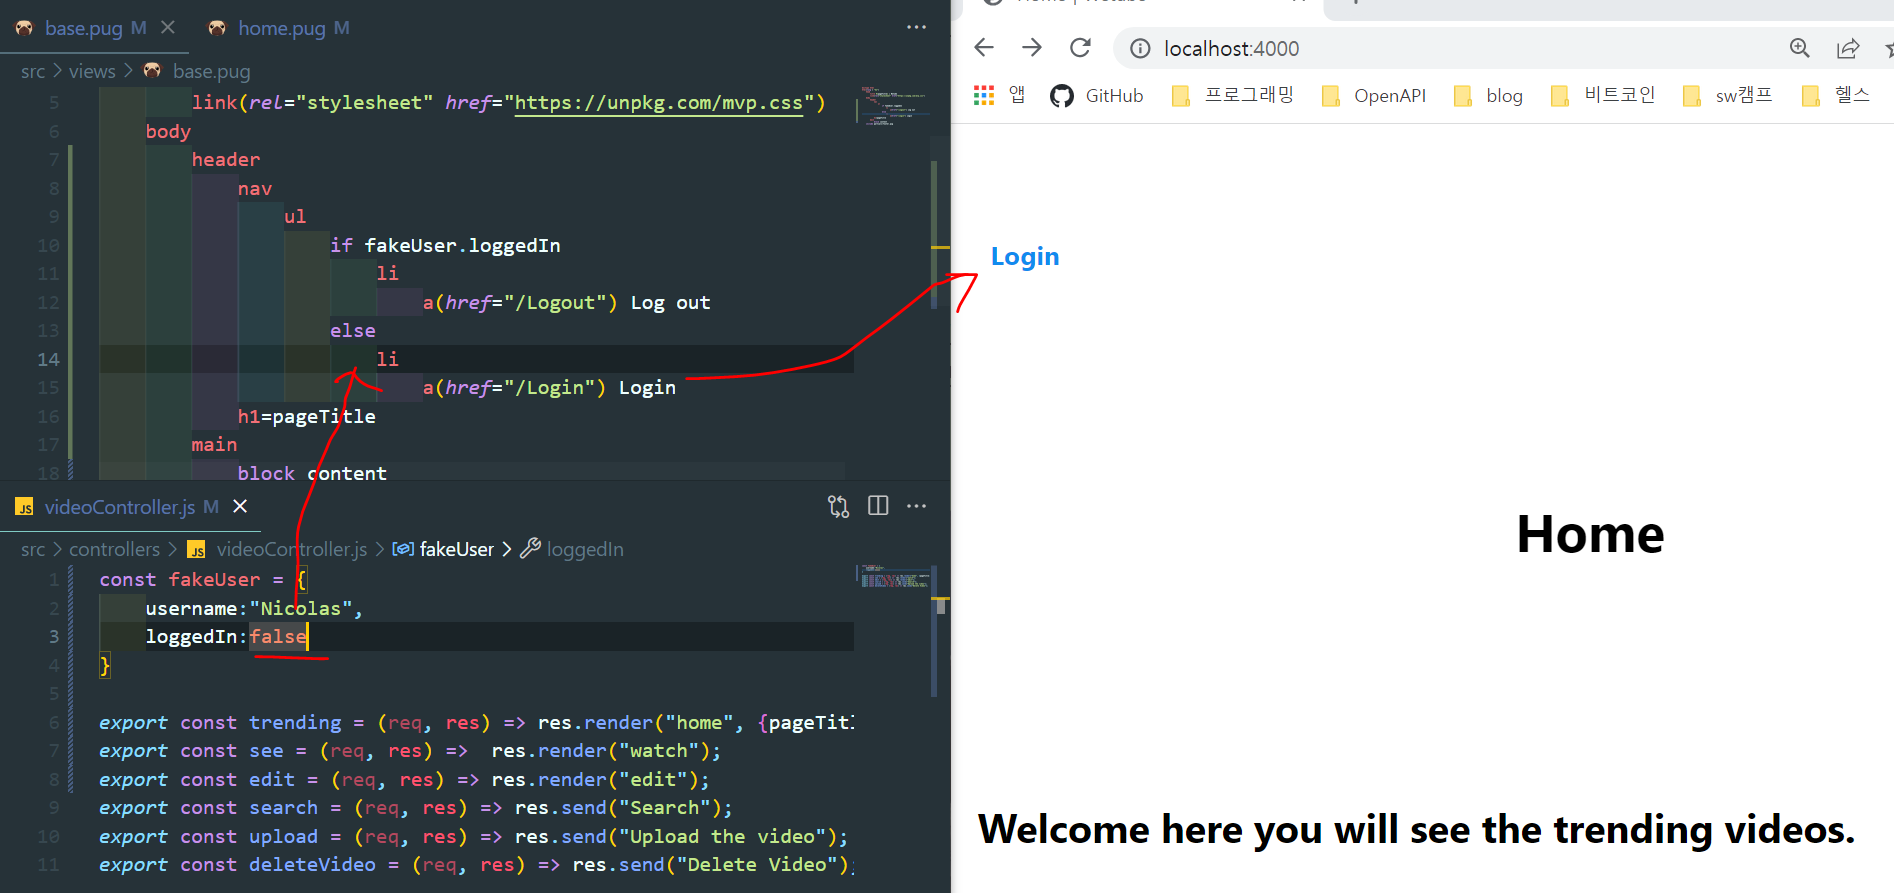 base.pug M
home.pug M
src > views > base.pug
5 link(rel="stylesheet" href="https://unpkg.com/mvp.css")
6 body
7 header
8 nav
9 ul
10 if fakeUser.loggedIn
11 li
12 a(href="/Logout") Log out
13 else
14 li
15 a(href="/Login") Login
16 h1=pageTitle
17 main
18 block content
JS videoController.js M
src > controllers > JS videoController.js > fakeUser > loggedIn
1 const fakeUser = {
2 username:"Nicolas",
3 loggedIn:false
4 }
5
6 export const trending = (req, res) => res.render("home", {pageTitl
7 export const see = (req, res) =>  res.render("watch");
8 export const edit = (req, res) => res.render("edit");
9 export const search = (req, res) => res.send("Search");
10 export const upload = (req, res) => res.send("Upload the video");
11 export const deleteVideo = (req, res) => res.send("Delete Video");
localhost:4000
앱 GitHub 프로그래밍 OpenAPI blog 비트코인 sw캠프 헬스
Login
Home
Welcome here you will see the trending videos.